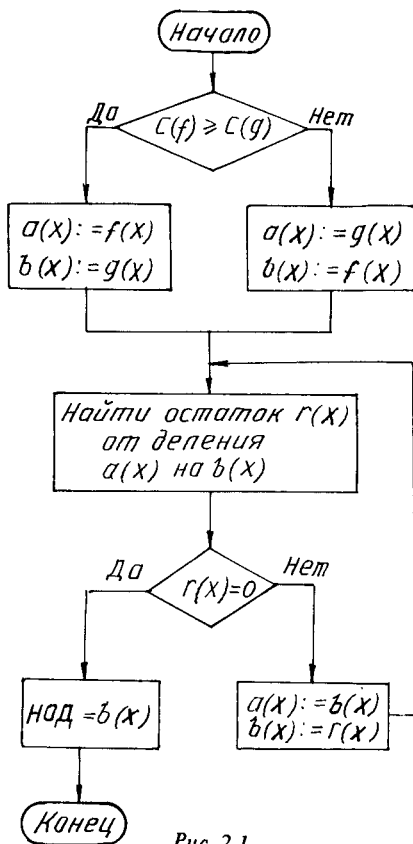 Начало
Да
C(f) ⩾ C(g)
Нет
a(x):=f(x)
b(x):=g(x)
a(x):=g(x)
b(x):=f(x)
Найти остаток r(x)
от деления
a(x) на b(x)
Да
r(x)=0
Нет
НОД =b(x)
a(x):=b(x)
b(x):=r(x)
Конец
Рис. 2.1